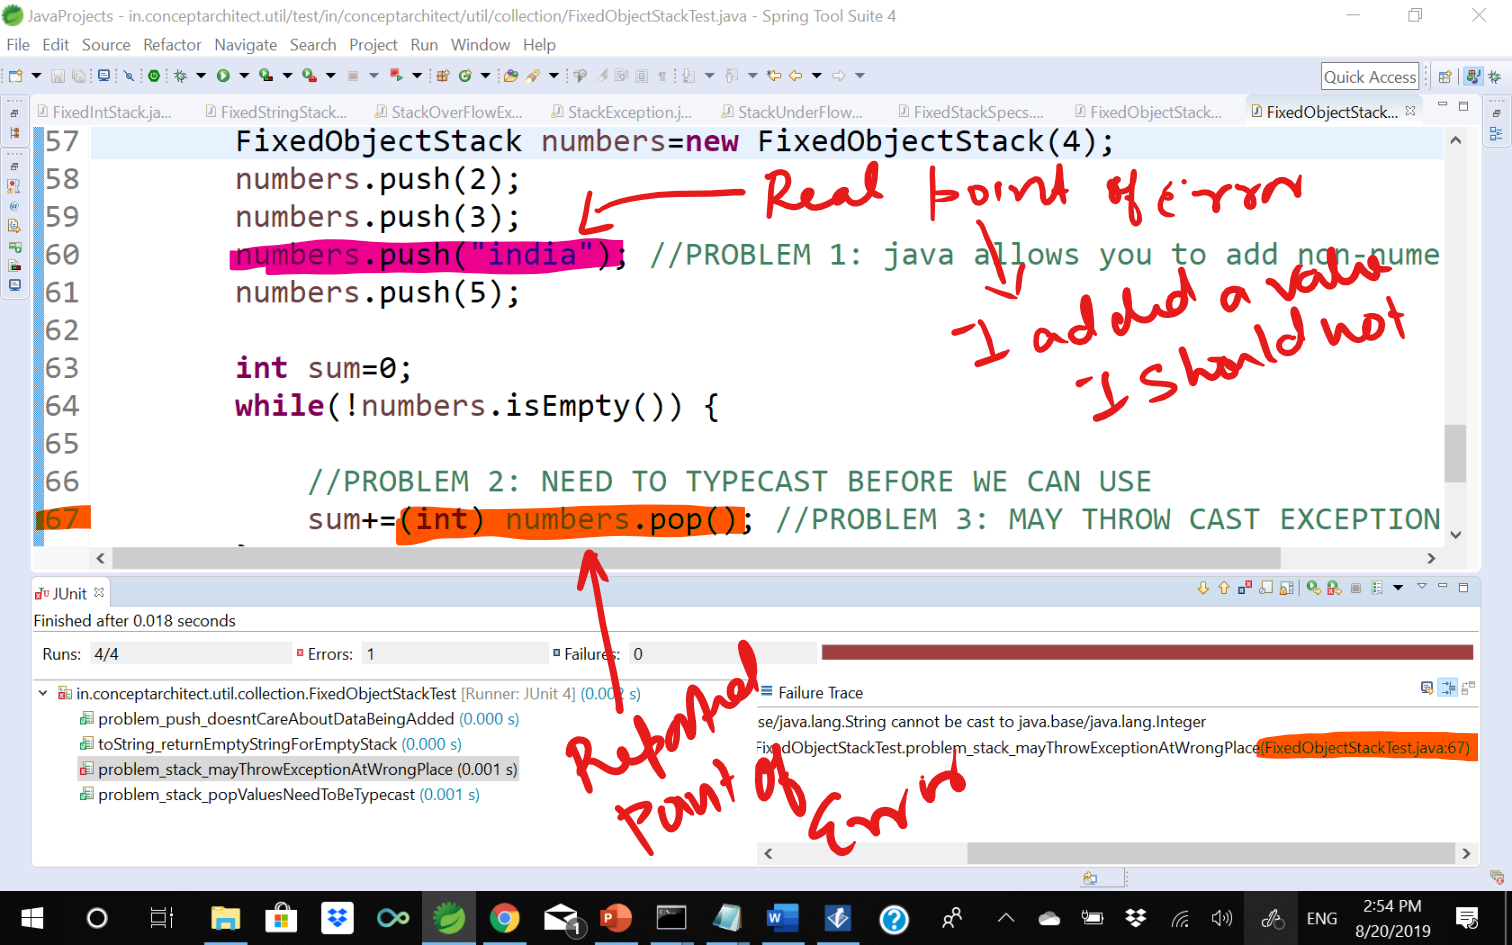 JavaProjects - in.conceptarchitect.util/test/in/conceptarchitect/util/collection/FixedObjectStackTest.java - Spring Tool Suite 4
File Edit Source Refactor Navigate Search Project Run Window Help
Quick Access
FixedIntStack.ja... FixedStringStack... StackOverFlowEx... StackException.j... StackUnderFlow... FixedStackSpecs.... FixedObjectStack... FixedObjectStack...
57 FixedObjectStack numbers=new FixedObjectStack(4);
58 numbers.push(2);
Real point of Error
59 numbers.push(3);
60 numbers.push("india"); //PROBLEM 1: java allows you to add non-nume
61 numbers.push(5);
I added a value
I should not
62
63 int sum=0;
64 while(!numbers.isEmpty()) {
65
66 //PROBLEM 2: NEED TO TYPECAST BEFORE WE CAN USE
67 sum+=(int) numbers.pop(); //PROBLEM 3: MAY THROW CAST EXCEPTION
JUnit
Finished after 0.018 seconds
Runs: 4/4 Errors: 1 Failures: 0
in.conceptarchitect.util.collection.FixedObjectStackTest [Runner: JUnit 4] (0.002 s)
problem_push_doesntCareAboutDataBeingAdded (0.000 s)
toString_returnEmptyStringForEmptyStack (0.000 s)
problem_stack_mayThrowExceptionAtWrongPlace (0.001 s)
problem_stack_popValuesNeedToBeTypecast (0.001 s)
Reported
point of
Error
Failure Trace
se/java.lang.String cannot be cast to java.base/java.lang.Integer
FixedObjectStackTest.problem_stack_mayThrowExceptionAtWrongPlace(FixedObjectStackTest.java:67)
1
ENG
2:54 PM
8/20/2019